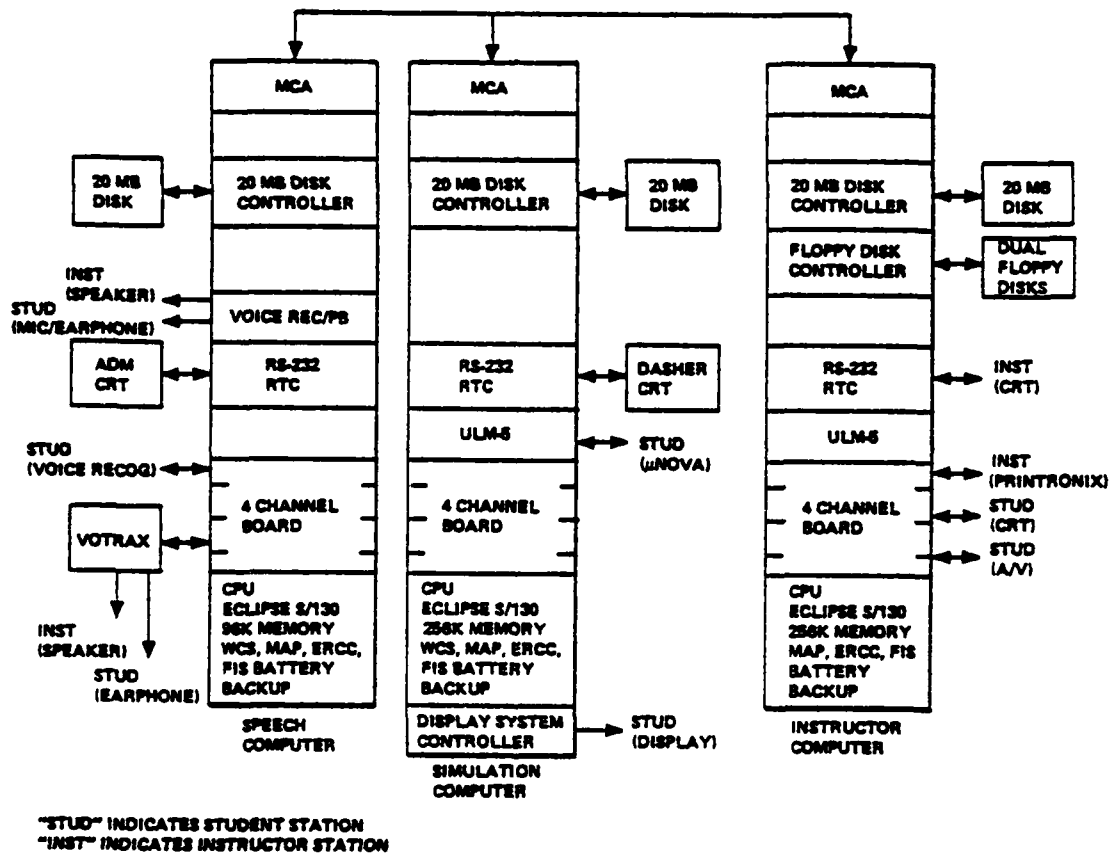 MCA
MCA
MCA
20 MB
DISK
20 MB DISK
CONTROLLER
20 MB DISK
CONTROLLER
20 MB
DISK
20 MB DISK
CONTROLLER
20 MB
DISK
FLOPPY DISK
CONTROLLER
DUAL
FLOPPY
DISKS
INST
(SPEAKER)
STUD
(MIC/EARPHONE)
VOICE REC/PB
ADM
CRT
RS-232
RTC
RS-232
RTC
DASHER
CRT
RS-232
RTC
INST
(CRT)
ULM-5
STUD
(μNOVA)
ULM-5
STUD
(VOICE RECOG)
INST
(PRINTRONIX)
4 CHANNEL
BOARD
4 CHANNEL
BOARD
4 CHANNEL
BOARD
STUD
(CRT)
STUD
(A/V)
VOTRAX
INST
(SPEAKER)
STUD
(EARPHONE)
CPU
ECLIPSE S/130
96K MEMORY
WCS, MAP, ERCC,
FIS BATTERY
BACKUP
CPU
ECLIPSE S/130
256K MEMORY
WCS, MAP, ERCC,
FIS BATTERY
BACKUP
CPU
ECLIPSE S/130
256K MEMORY
MAP, ERCC, FIS
BATTERY
BACKUP
SPEECH
COMPUTER
DISPLAY SYSTEM
CONTROLLER
STUD
(DISPLAY)
INSTRUCTOR
COMPUTER
SIMULATION
COMPUTER
"STUD" INDICATES STUDENT STATION
"INST" INDICATES INSTRUCTOR STATION